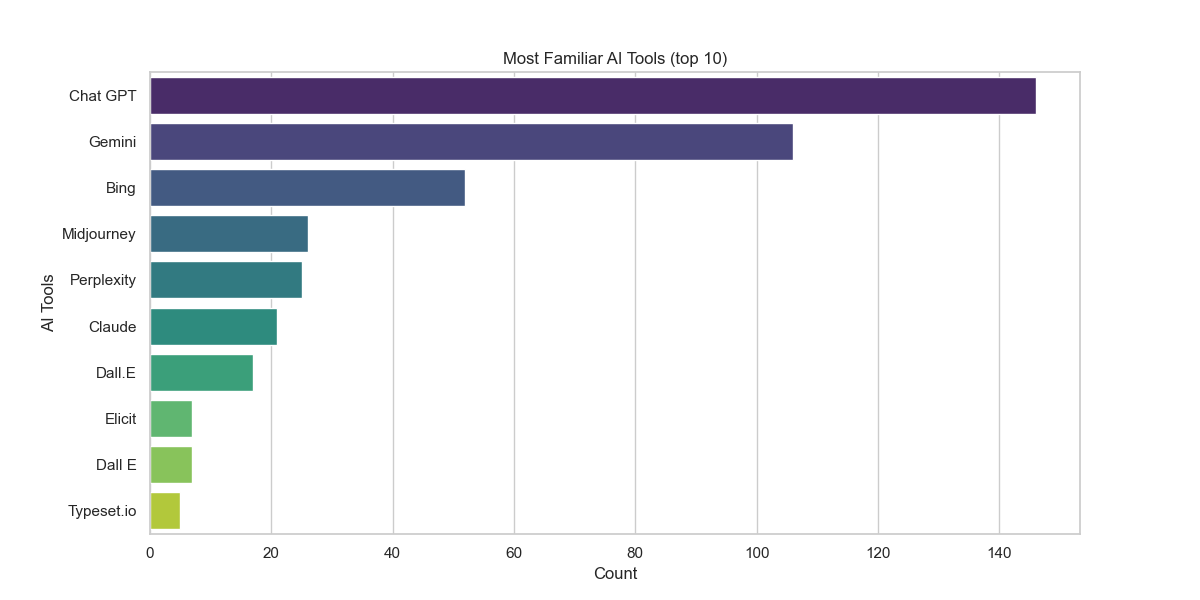 Most Familiar AI Tools (top 10)
Chat GPT
Gemini
Bing
Midjourney
Perplexity
Claude
Dall.E
Elicit
Dall E
Typeset.io
AI Tools
0 20 40 60 80 100 120 140
Count